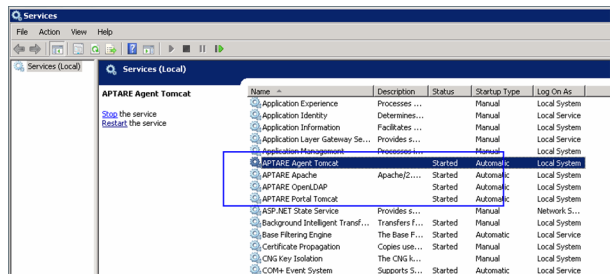 Services
File Action View Help
Services (Local)
Services (Local)
APTARE Agent Tomcat
Stop the service
Restart the service
Name Description Status Startup Type Log On As
Application Experience Processes ... Manual Local System
Application Identity Determines... Manual Local Service
Application Information Facilitates ... Manual Local System
Application Layer Gateway Se... Provides s... Manual Local Service
Application Management Processes i... Manual Local System
APTARE Agent Tomcat Started Automatic Local System
APTARE Apache Apache/2.... Started Automatic Local System
APTARE OpenLDAP Started Automatic Local System
APTARE Portal Tomcat Started Automatic Local System
ASP.NET State Service Provides s... Manual Network S...
Background Intelligent Transf... Transfers f... Started Manual Local System
Base Filtering Engine The Base F... Started Automatic Local Service
Certificate Propagation Copies use... Started Manual Local System
CNG Key Isolation The CNG k... Manual Local System
COM+ Event System Supports S... Started Automatic Local Service